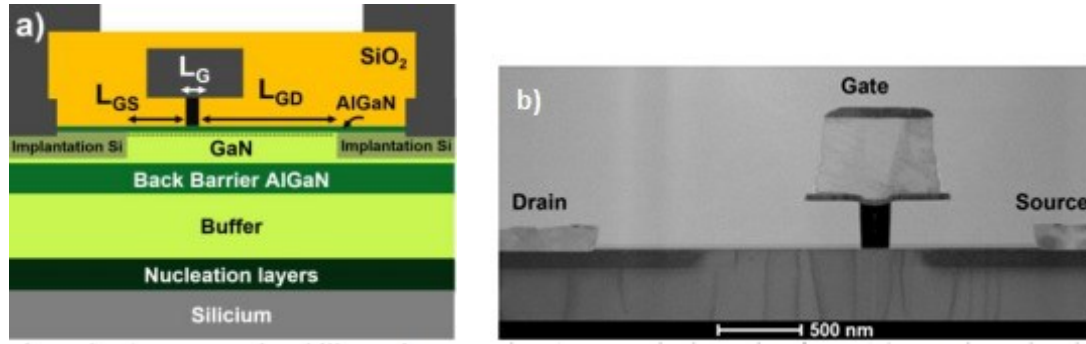 a)
SiO2
LG
LGS
LGD
AlGaN
Implantation Si
GaN
Implantation Si
Back Barrier AlGaN
Buffer
Nucleation layers
Silicium
b)
Gate
Drain
Source
500 nm